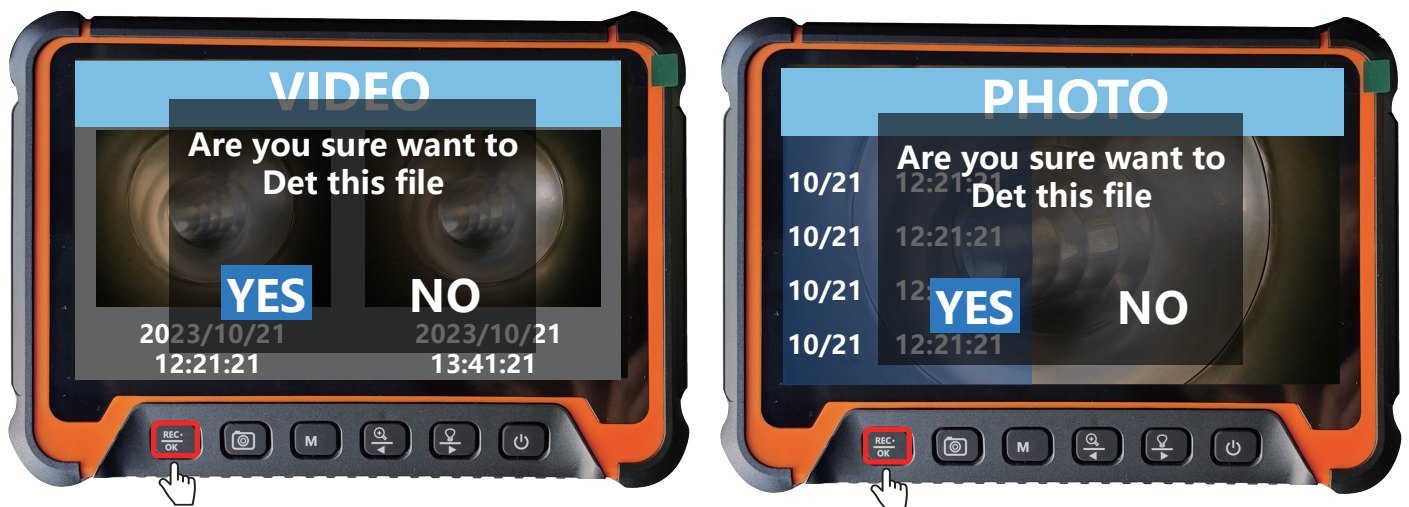 VIDEO
Are you sure want to
Det this file
YES NO
2023/10/21 2023/10/21
12:21:21 13:41:21
REC•
OK
M
PHOTO
Are you sure want to
Det this file
10/21 12:21:21
10/21 12:21:21
10/21 12:
YES NO
10/21 12:21:21
REC•
OK
M